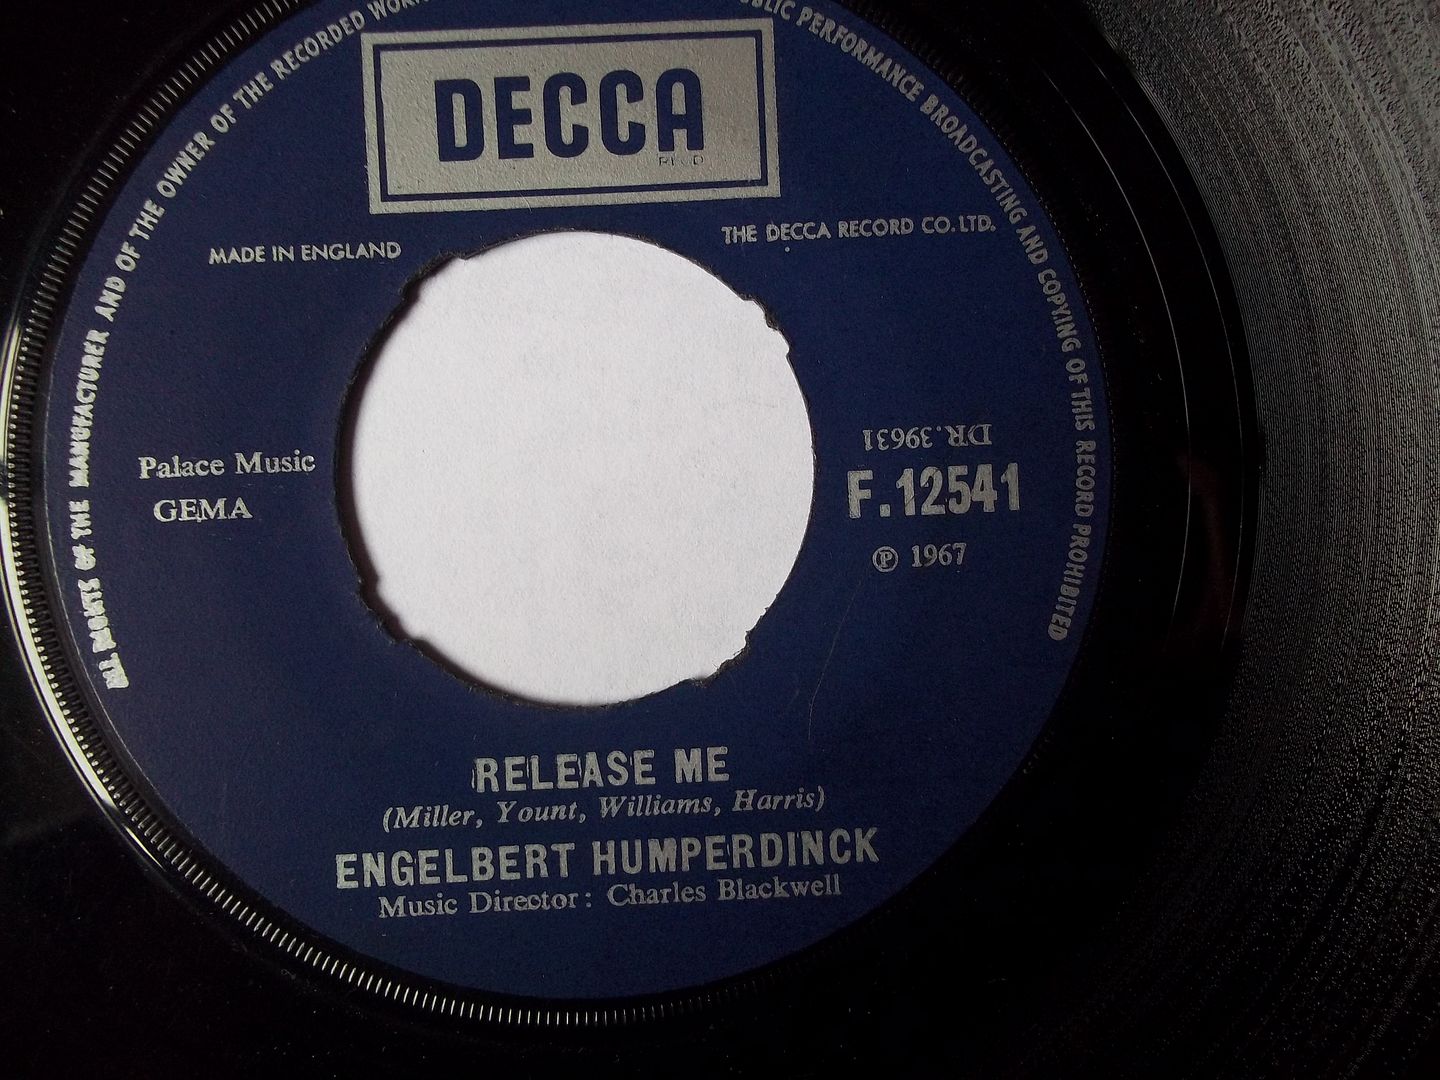 ALL RIGHTS OF THE MANUFACTURER AND OF THE OWNER OF THE RECORDED WORK
PUBLIC PERFORMANCE BROADCASTING AND COPYING OF THIS RECORD PROHIBITED
DECCA
MADE IN ENGLAND
THE DECCA RECORD CO. LTD.
Palace Music
GEMA
DR.39631
F.12541
℗ 1967
RELEASE ME
(Miller, Yount, Williams, Harris)
ENGELBERT HUMPERDINCK
Music Director: Charles Blackwell